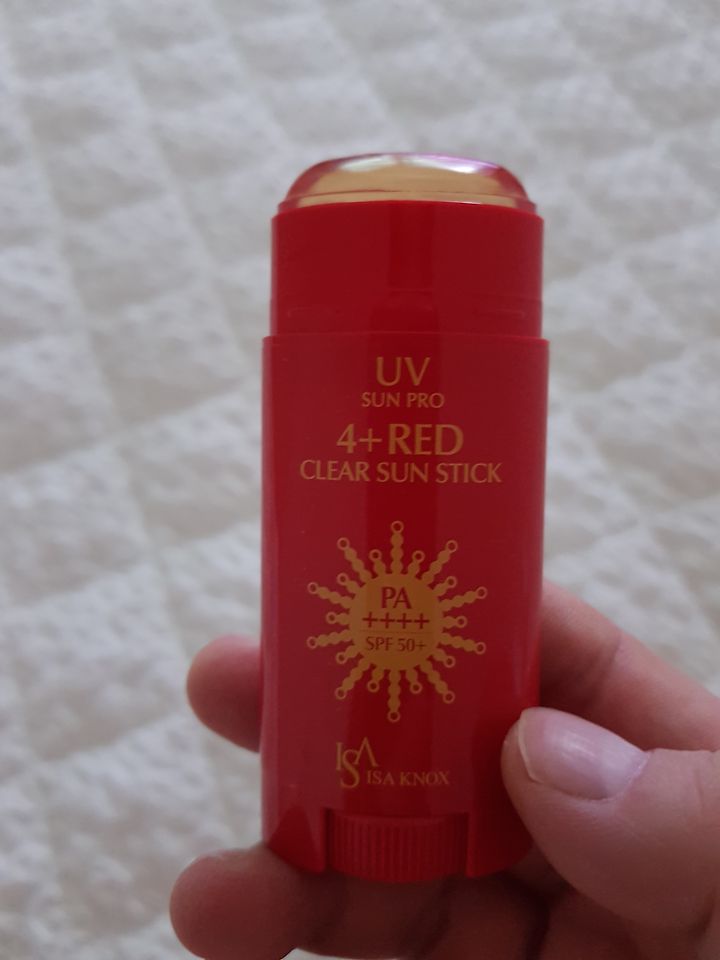 UV
SUN PRO
4+RED
CLEAR SUN STICK
PA
++++
SPF 50+
ISA
ISA KNOX